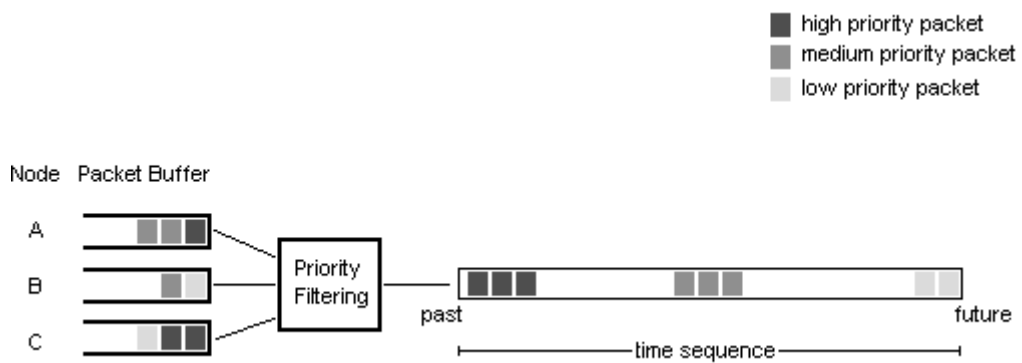 high priority packet
medium priority packet
low priority packet
Node Packet Buffer
A
B
C
Priority
Filtering
past
future
time sequence